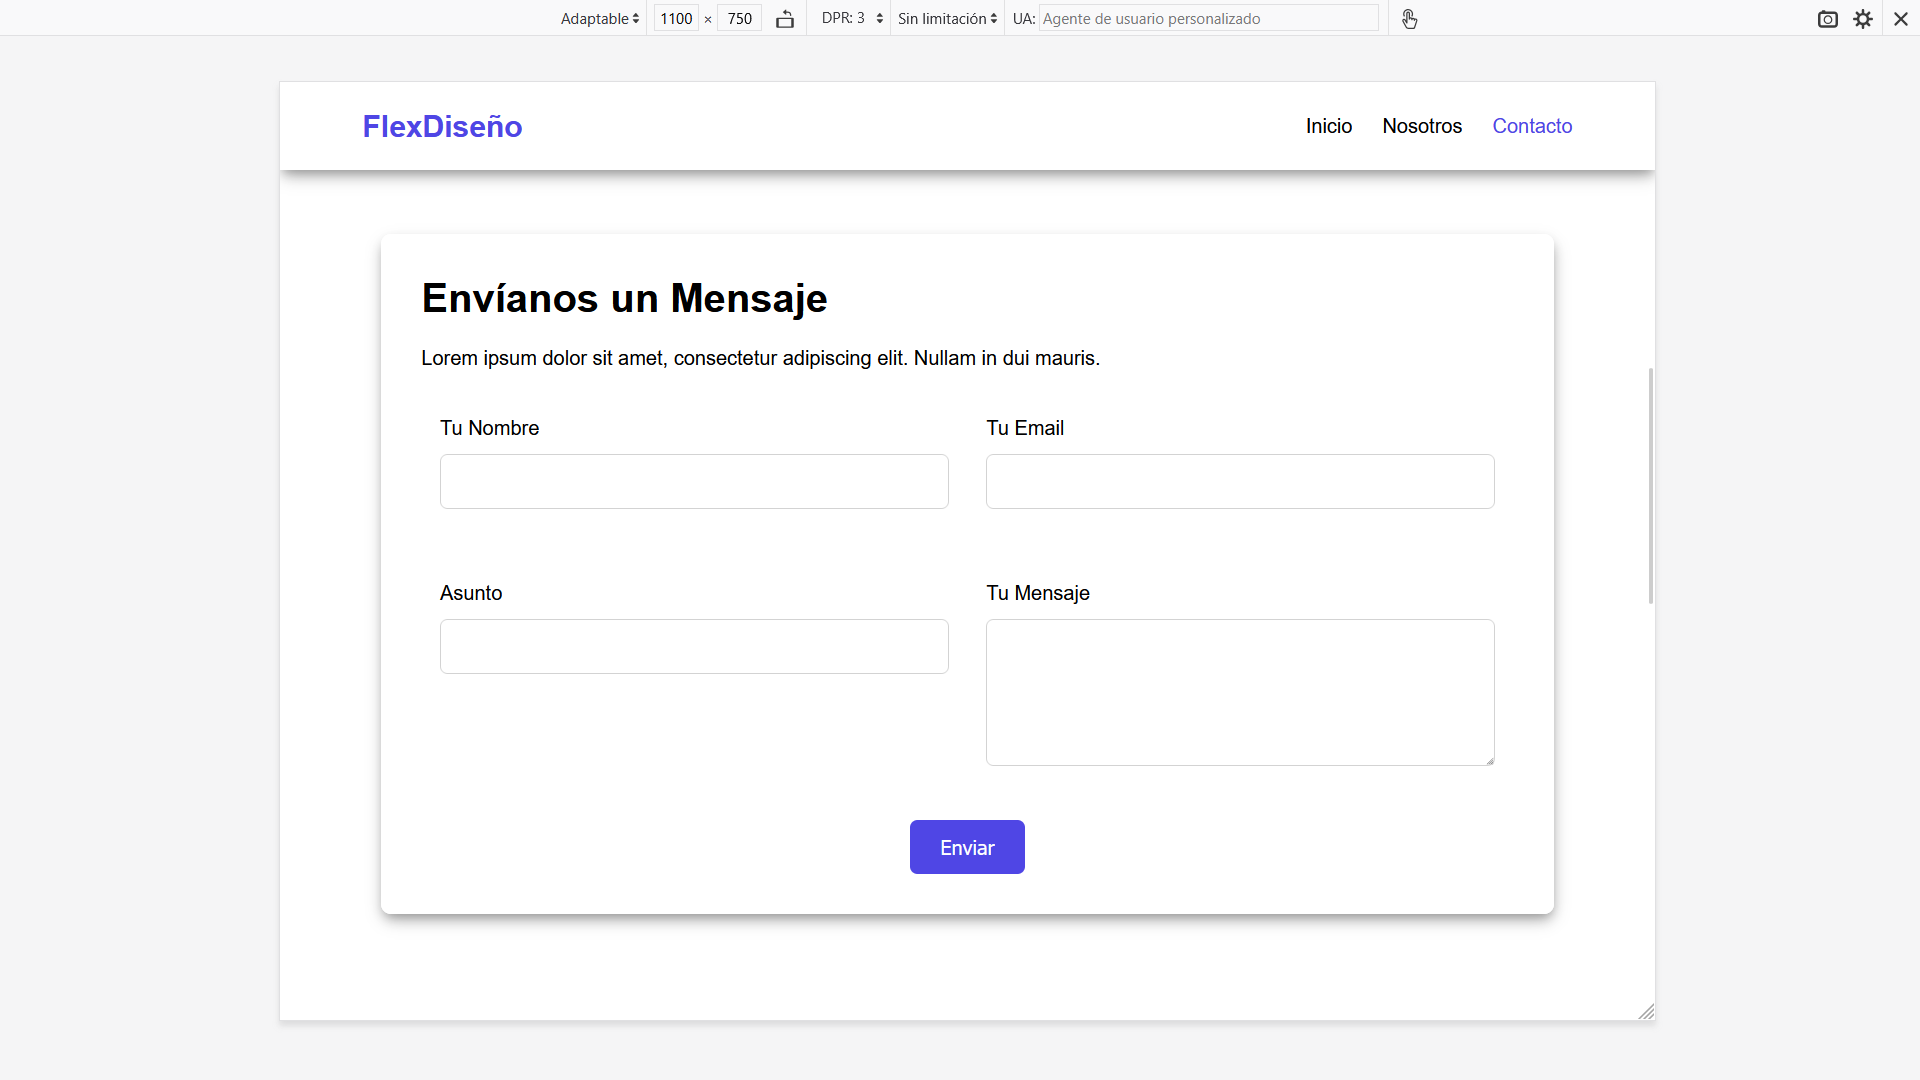 Adaptable 1100 × 750 DPR: 3 Sin limitación UA: Agente de usuario personalizado
FlexDiseño Inicio Nosotros Contacto
Envíanos un Mensaje
Lorem ipsum dolor sit amet, consectetur adipiscing elit. Nullam in dui mauris.
Tu Nombre Tu Email
Asunto Tu Mensaje
Enviar